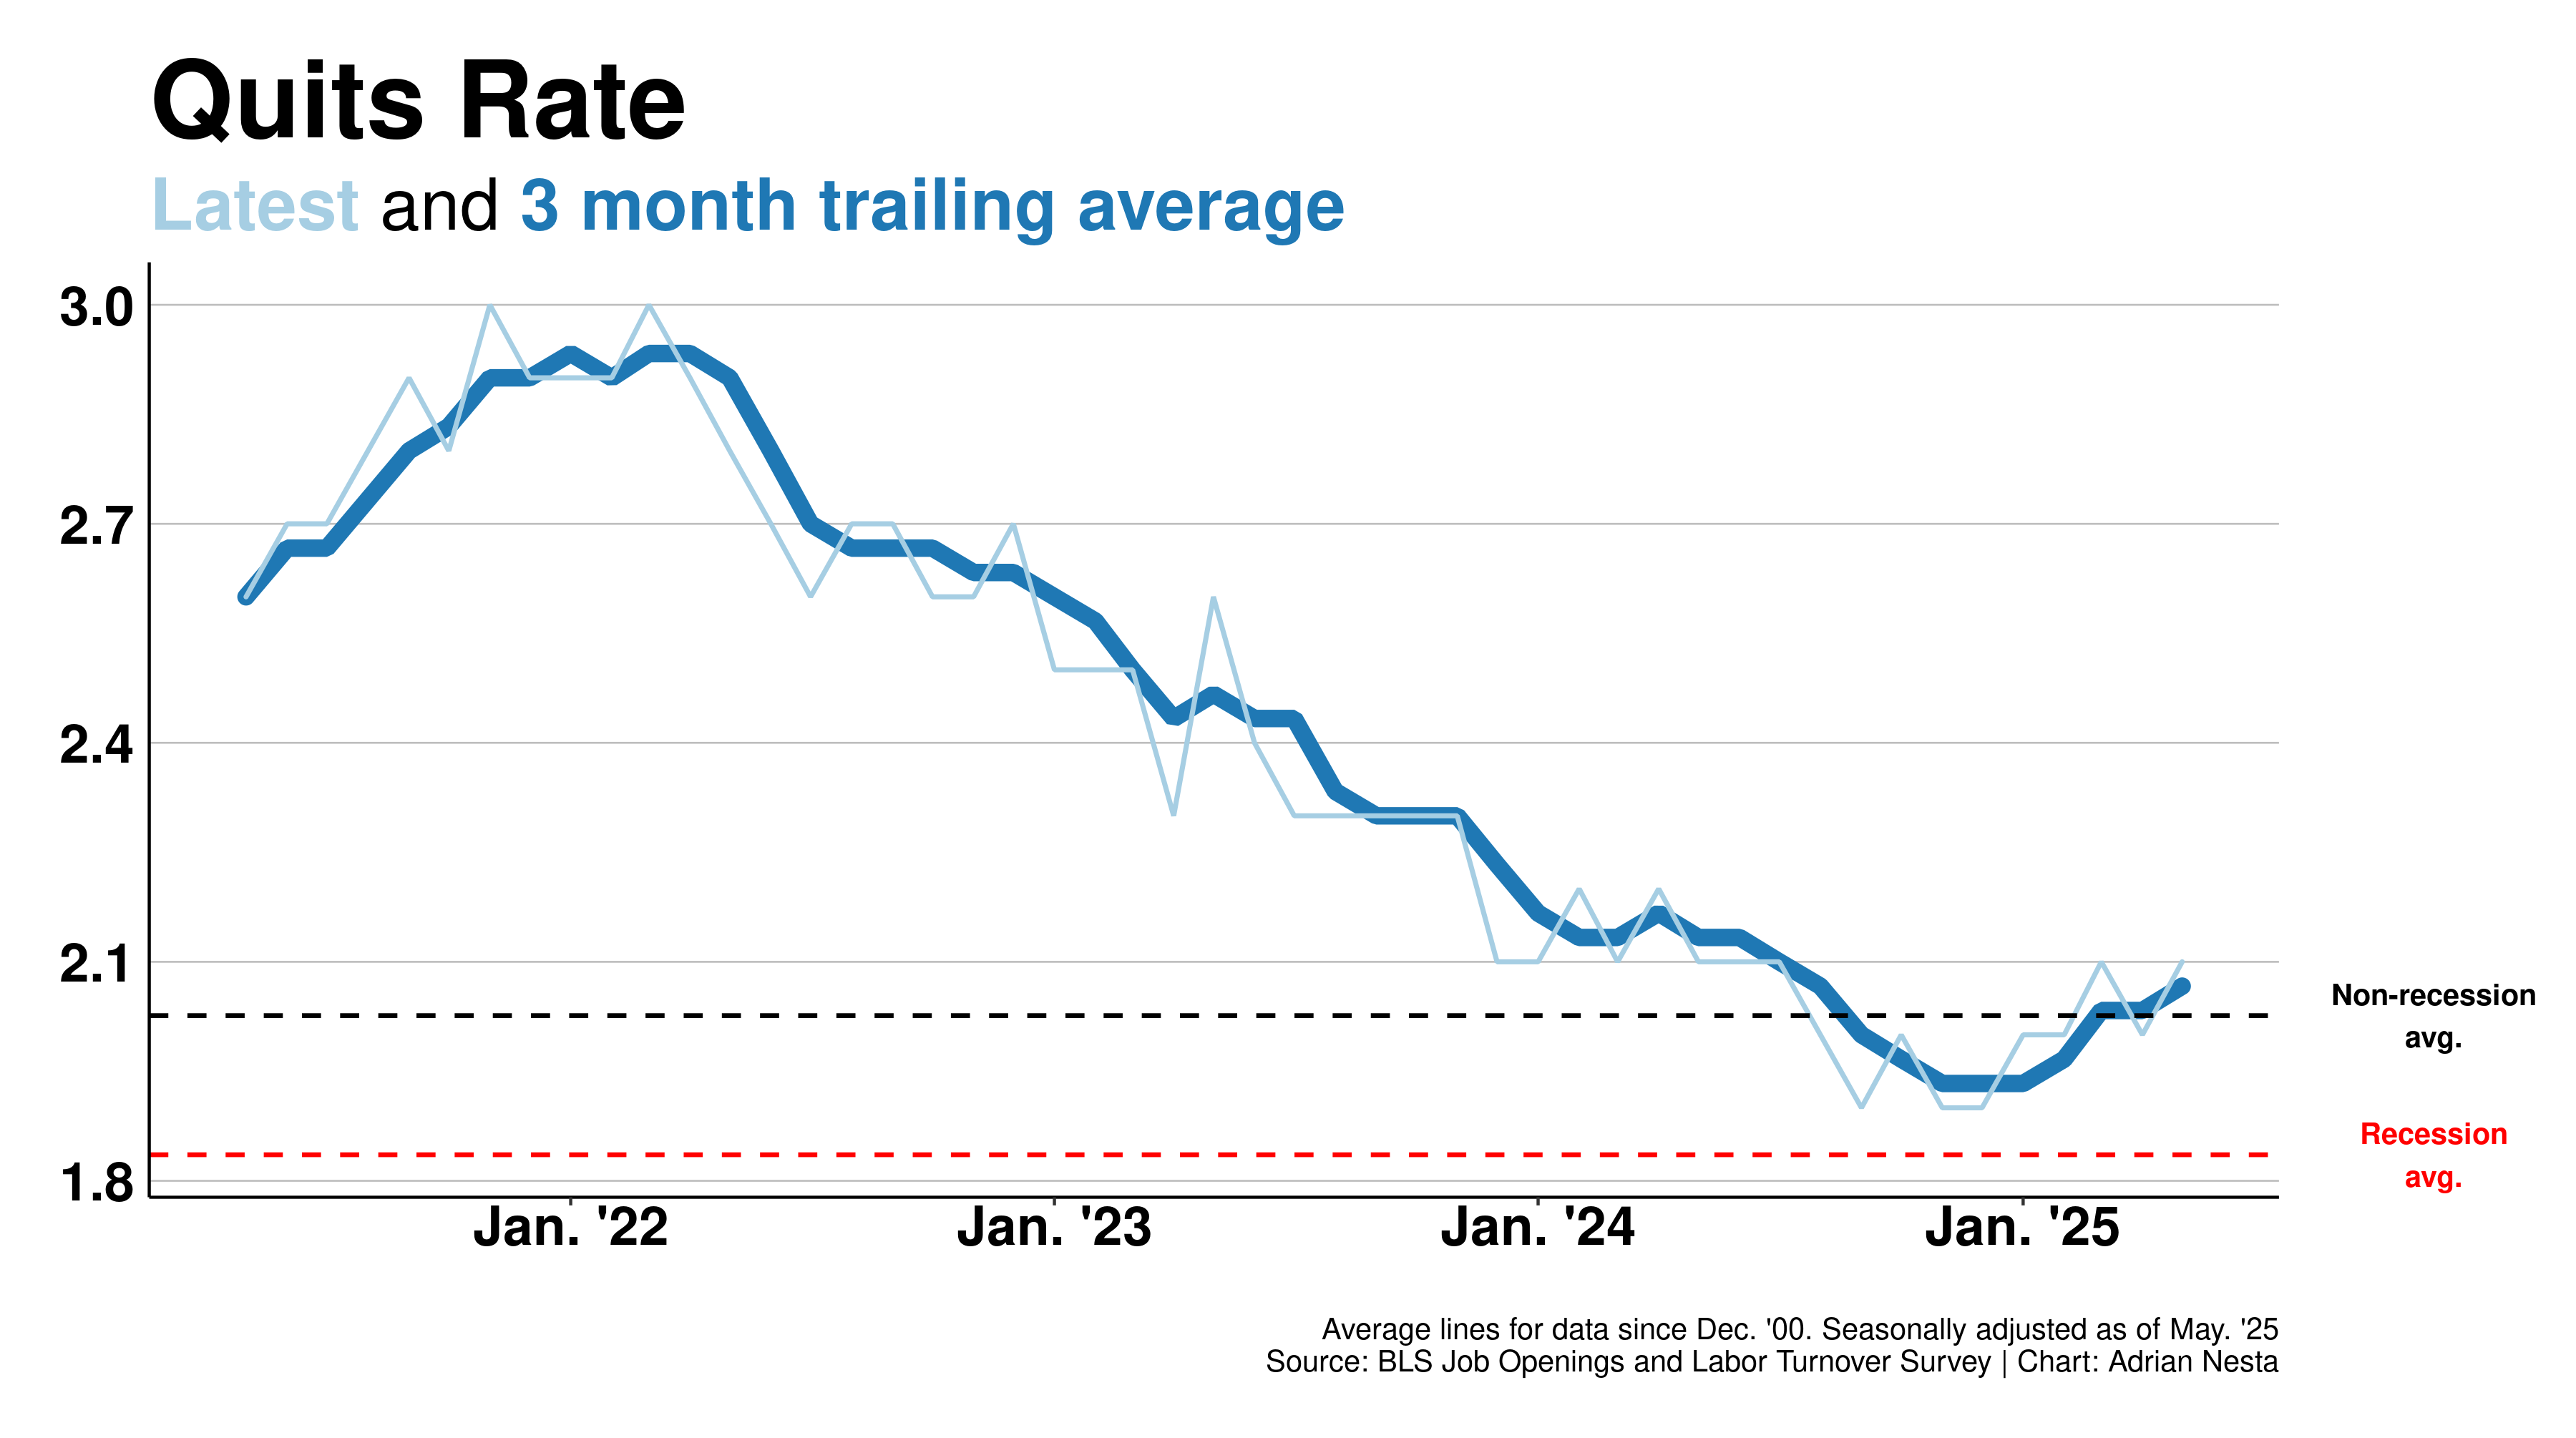 Quits Rate
Latest and 3 month trailing average
3.0
2.7
2.4
2.1
1.8
Non-recession
avg.
Recession
avg.
Jan. '22
Jan. '23
Jan. '24
Jan. '25
Average lines for data since Dec. '00. Seasonally adjusted as of May. '25
Source: BLS Job Openings and Labor Turnover Survey | Chart: Adrian Nesta